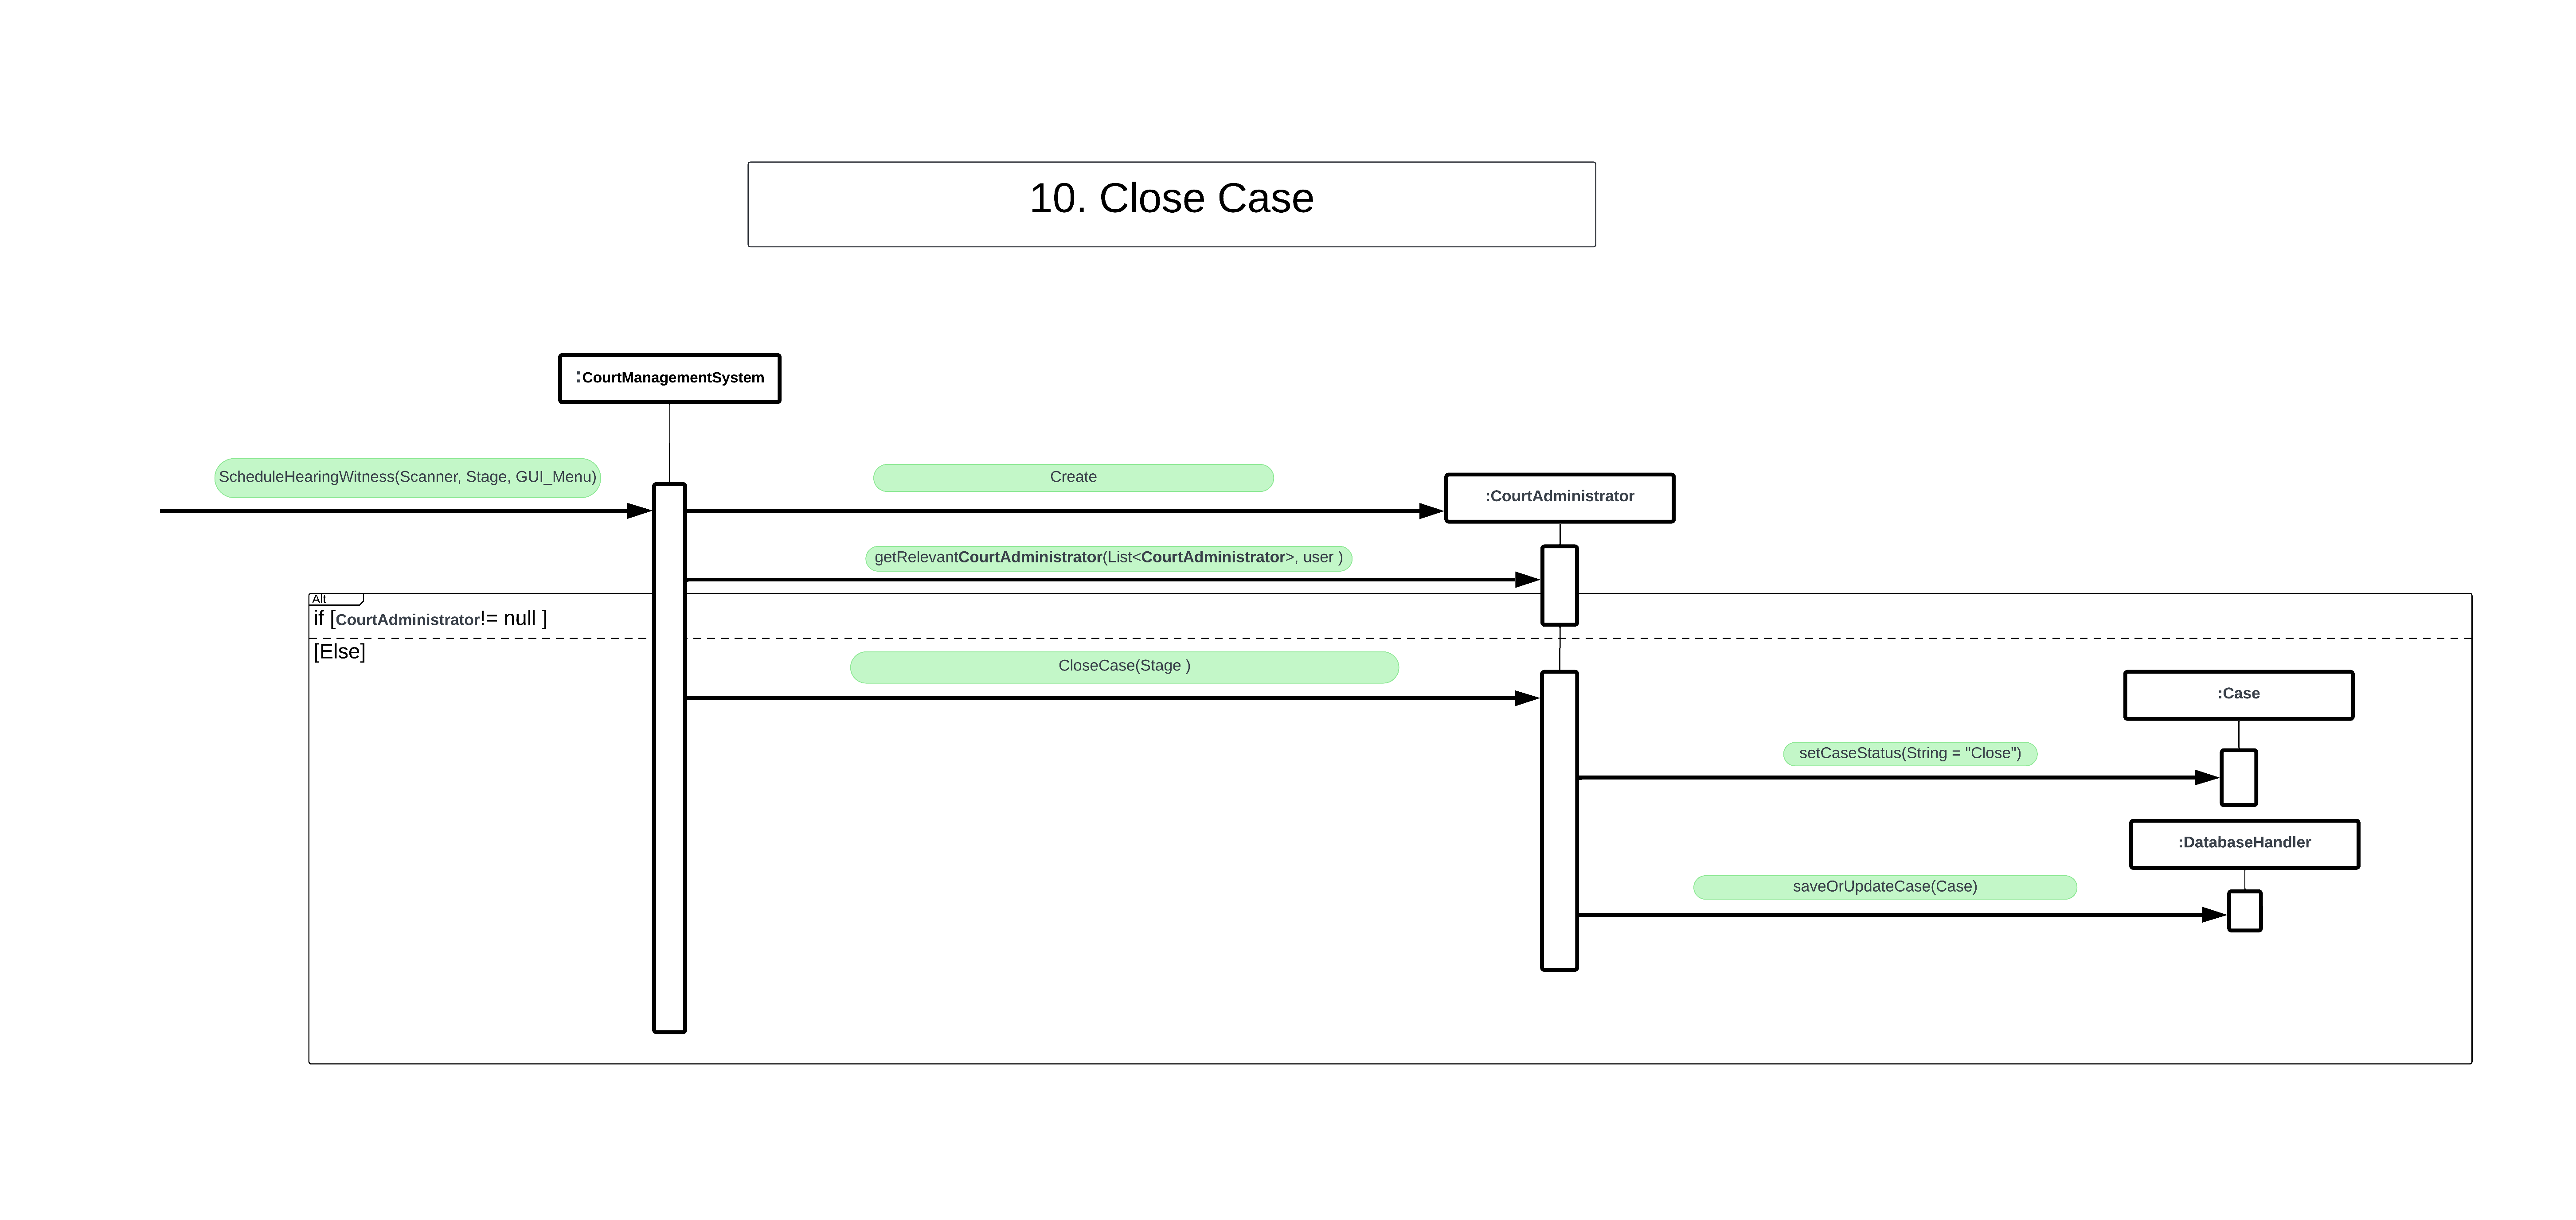 10. Close Case
:CourtManagementSystem
ScheduleHearingWitness(Scanner, Stage, GUI_Menu)
Create
:CourtAdministrator
getRelevantCourtAdministrator(List<CourtAdministrator>, user )
Alt
if [CourtAdministrator!= null ]
[Else]
CloseCase(Stage )
:Case
setCaseStatus(String = "Close")
:DatabaseHandler
saveOrUpdateCase(Case)